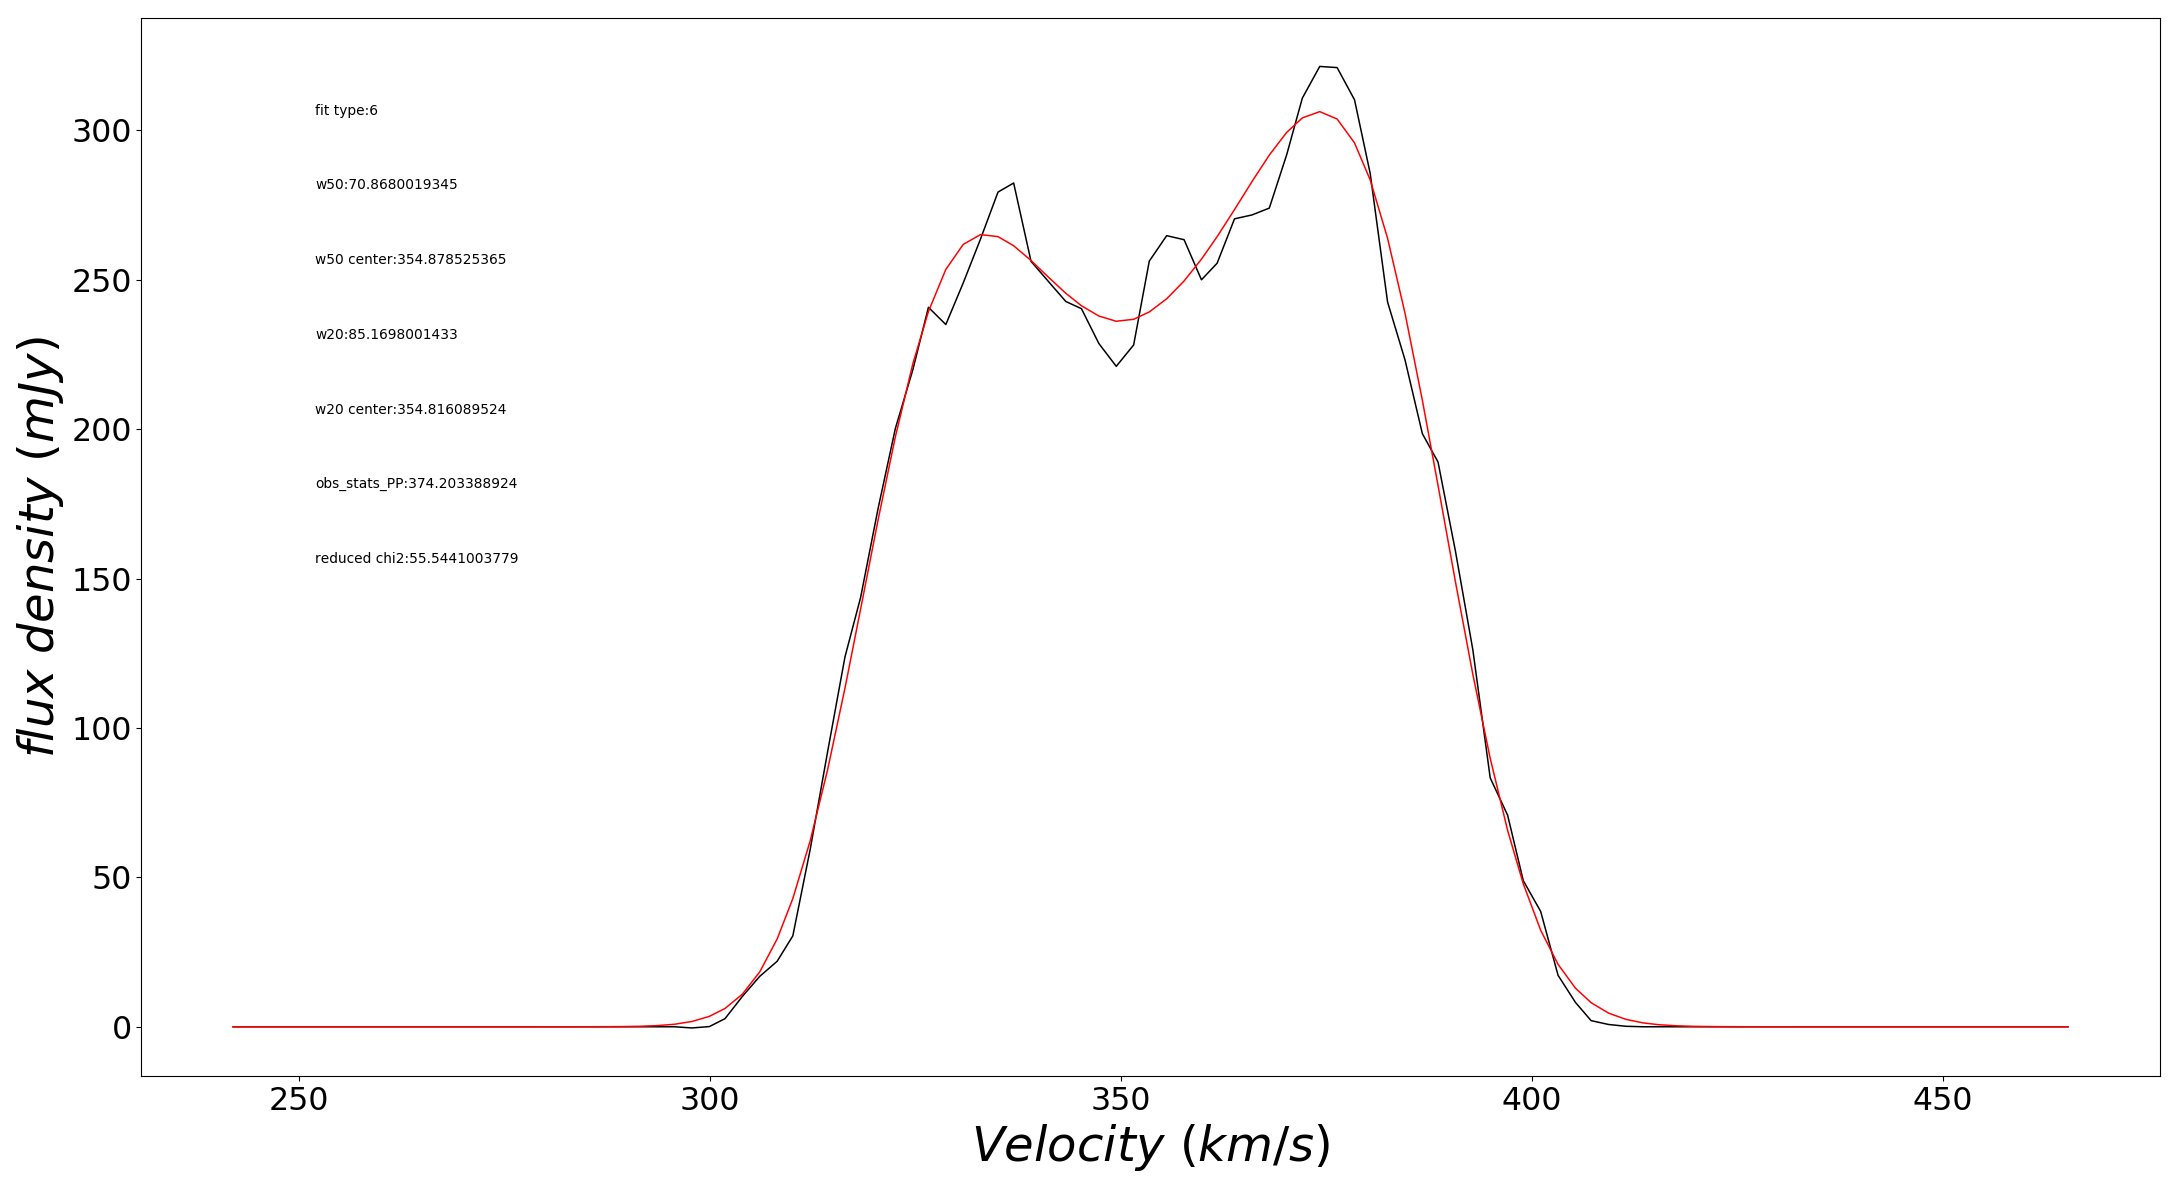 fit type:6
w50:70.8680019345
w50 center:354.878525365
w20:85.1698001433
w20 center:354.816089524
obs_stats_PP:374.203388924
reduced chi2:55.5441003779
flux density (mJy)
300
250
200
150
100
50
0
250 300 350 400 450
Velocity (km/s)